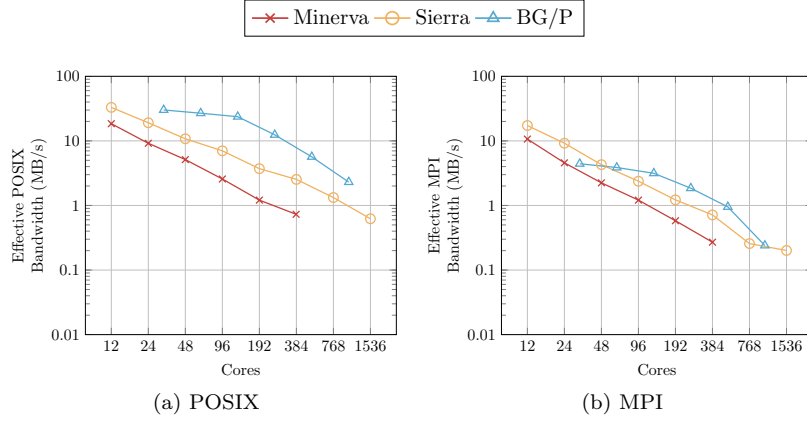 Minerva Sierra BG/P
100
10
1
0.1
0.01
Effective POSIX
Bandwidth (MB/s)
12 24 48 96 192 384 768 1536
Cores
(a) POSIX
100
10
1
0.1
0.01
Effective MPI
Bandwidth (MB/s)
12 24 48 96 192 384 768 1536
Cores
(b) MPI